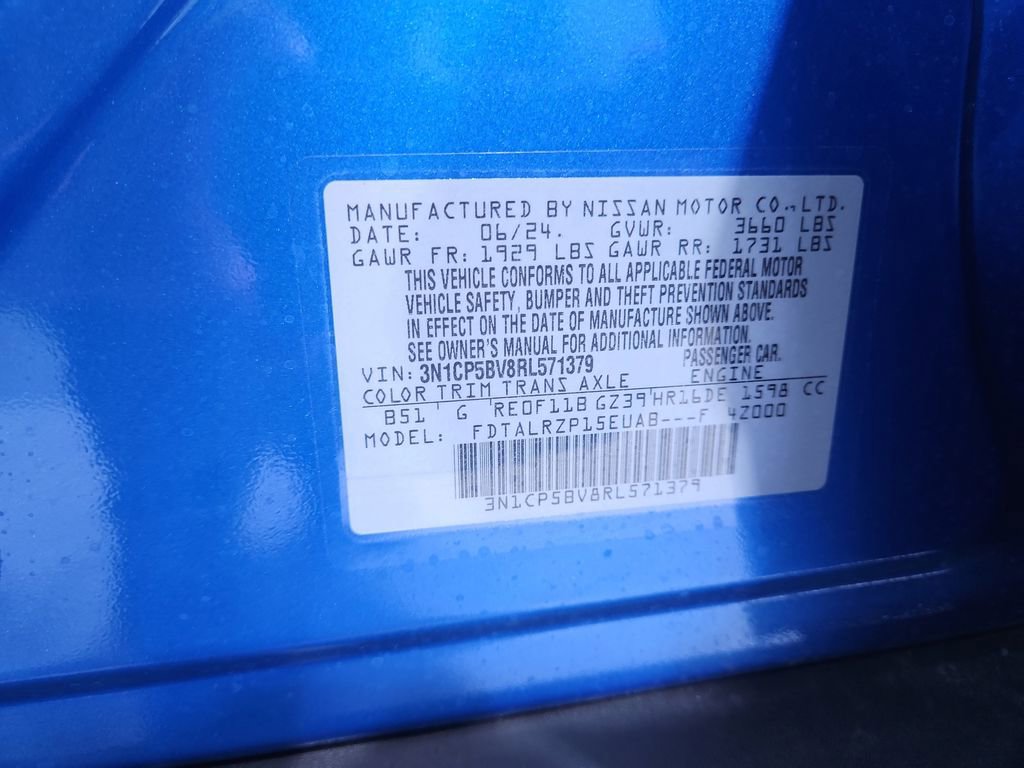 MANUFACTURED BY NISSAN MOTOR CO., LTD.
DATE: 06/24. GVWR: 3660 LBS
GAWR FR: 1929 LBS GAWR RR: 1731 LBS
THIS VEHICLE CONFORMS TO ALL APPLICABLE FEDERAL MOTOR
VEHICLE SAFETY, BUMPER AND THEFT PREVENTION STANDARDS
IN EFFECT ON THE DATE OF MANUFACTURE SHOWN ABOVE.
SEE OWNER'S MANUAL FOR ADDITIONAL INFORMATION.
VIN: 3N1CP5BV8RL571379 PASSENGER CAR.
COLOR TRIM TRANS AXLE ENGINE
B51 ' G 'RE0F11B GZ39'HR16DE 1598 CC
MODEL: FDTALRZP15EUAB---F 4Z000
3N1CP5BV8RL571379